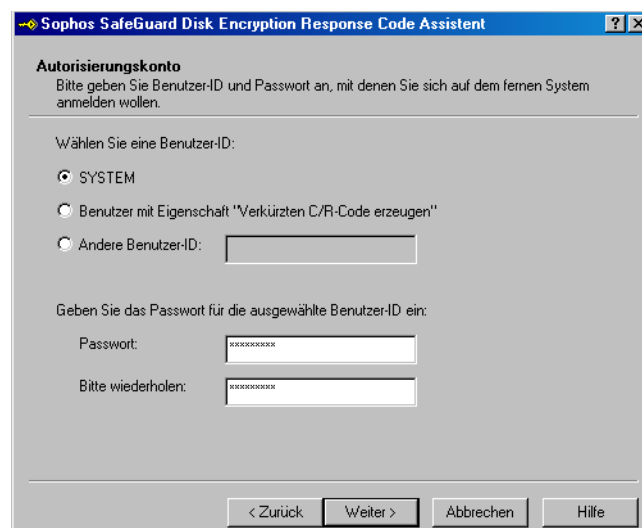 Sophos SafeGuard Disk Encryption Response Code Assistent
Autorisierungskonto
Bitte geben Sie Benutzer-ID und Passwort an, mit denen Sie sich auf dem fernen System
anmelden wollen.
Wählen Sie eine Benutzer-ID:
SYSTEM
Benutzer mit Eigenschaft "Verkürzten C/R-Code erzeugen"
Andere Benutzer-ID:
Geben Sie das Passwort für die ausgewählte Benutzer-ID ein:
Passwort: *********
Bitte wiederholen: *********
< Zurück Weiter > Abbrechen Hilfe